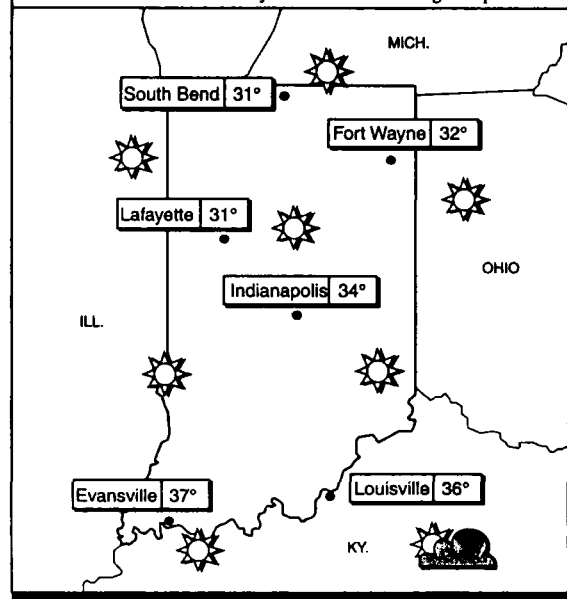 MICH.
South Bend 31°
Fort Wayne 32°
Lafayette 31°
OHIO
Indianapolis 34°
ILL.
Evansville 37°
Louisville 36°
KY.